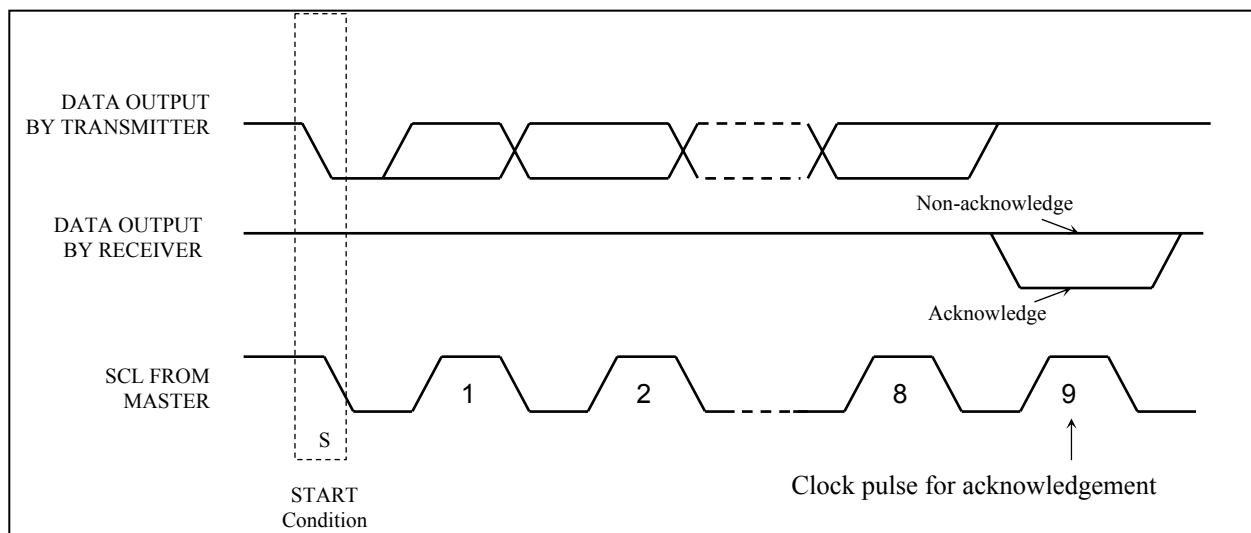 DATA OUTPUT
BY TRANSMITTER
Non-acknowledge
DATA OUTPUT
BY RECEIVER
Acknowledge
SCL FROM
MASTER
1
2
8
9
S
Clock pulse for acknowledgement
START
Condition